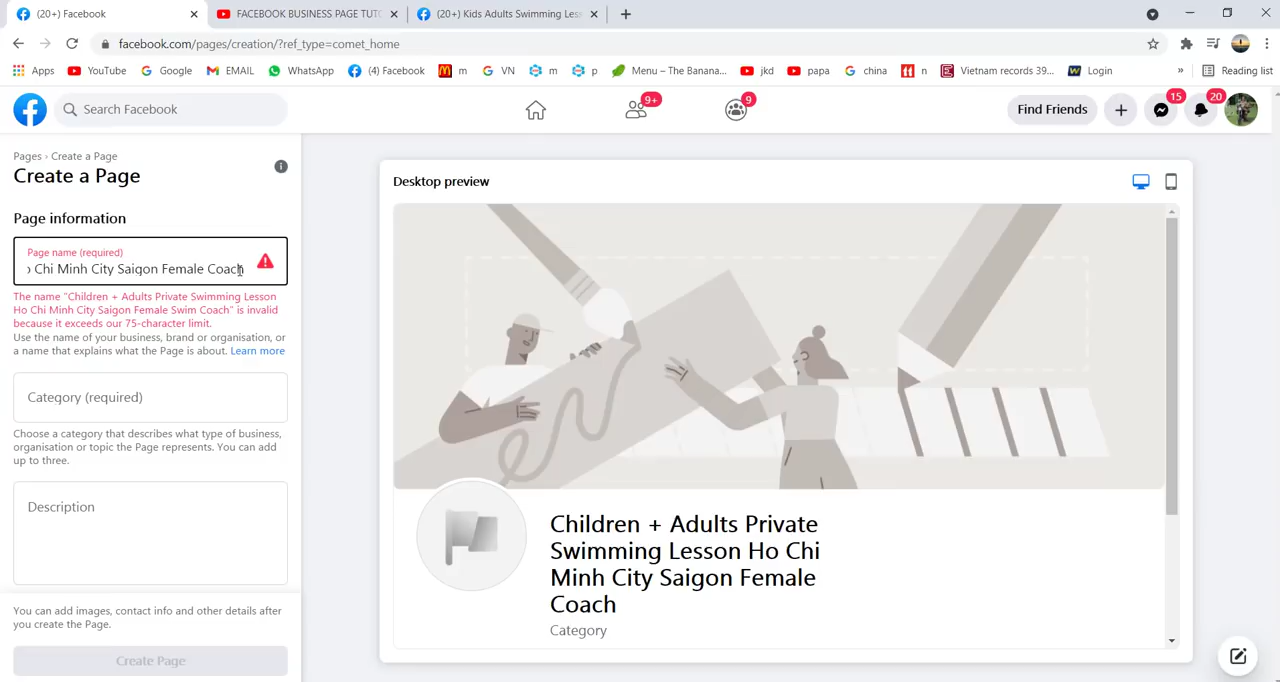 (20+) Facebook
FACEBOOK BUSINESS PAGE TUTO
(20+) Kids Adults Swimming Less
facebook.com/pages/creation/?ref_type=comet_home
Apps
YouTube
Google
EMAIL
WhatsApp
(4) Facebook
m
VN
m
p
Menu – The Banana...
jkd
papa
china
n
Vietnam records 39...
Login
»
Reading list
Search Facebook
9+
9
Find Friends
15
20
Pages › Create a Page
Create a Page
Page information
Page name (required)
o Chi Minh City Saigon Female Coach
The name "Children + Adults Private Swimming Lesson
Ho Chi Minh City Saigon Female Swim Coach" is invalid
because it exceeds our 75-character limit.
Use the name of your business, brand or organisation, or
a name that explains what the Page is about. Learn more
Category (required)
Choose a category that describes what type of business,
organisation or topic the Page represents. You can add
up to three.
Description
You can add images, contact info and other details after
you create the Page.
Create Page
Desktop preview
Children + Adults Private
Swimming Lesson Ho Chi
Minh City Saigon Female
Coach
Category